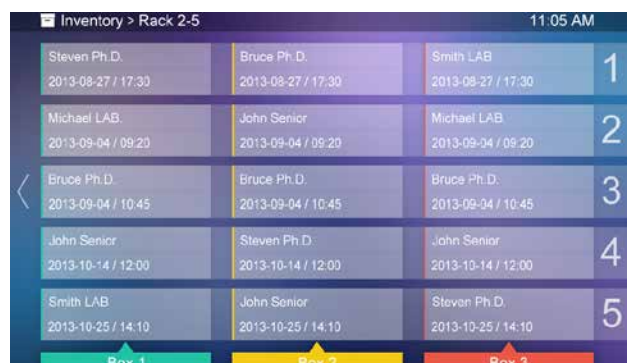 Inventory > Rack 2-5 11:05 AM
Steven Ph.D. Bruce Ph.D. Smith LAB
2013-08-27 / 17:30 2013-08-27 / 17:30 2013-08-27 / 17:30 1
Michael LAB. John Senior Michael LAB
2013-09-04 / 09:20 2013-09-04 / 09:20 2013-09-04 / 09:20 2
Bruce Ph.D. Bruce Ph.D. Bruce Ph.D.
2013-09-04 / 10:45 2013-09-04 / 10:45 2013-09-04 / 10:45 3
John Senior Steven Ph.D. John Senior
2013-10-14 / 12:00 2013-10-14 / 12:00 2013-10-14 / 12:00 4
Smith LAB John Senior Steven Ph.D.
2013-10-25 / 14:10 2013-10-25 / 14:10 2013-10-25 / 14:10 5
Box 1 Box 2 Box 3